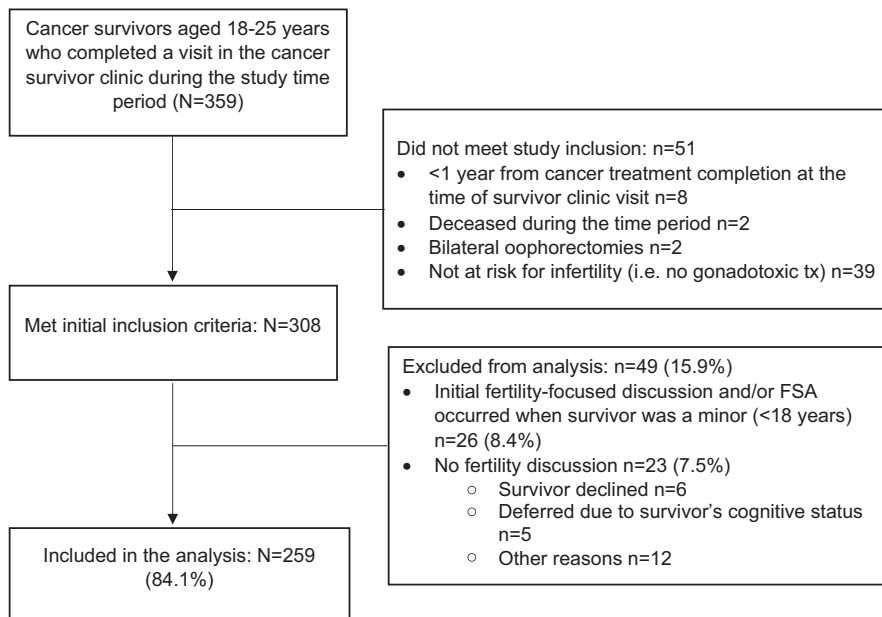 Cancer survivors aged 18-25 years
who completed a visit in the cancer
survivor clinic during the study time
period (N=359)
Did not meet study inclusion: n=51
• <1 year from cancer treatment completion at the
time of survivor clinic visit n=8
• Deceased during the time period n=2
• Bilateral oophorectomies n=2
• Not at risk for infertility (i.e. no gonadotoxic tx) n=39
Met initial inclusion criteria: N=308
Excluded from analysis: n=49 (15.9%)
• Initial fertility-focused discussion and/or FSA
occurred when survivor was a minor (<18 years)
n=26 (8.4%)
• No fertility discussion n=23 (7.5%)
○ Survivor declined n=6
○ Deferred due to survivor’s cognitive status
n=5
○ Other reasons n=12
Included in the analysis: N=259
(84.1%)